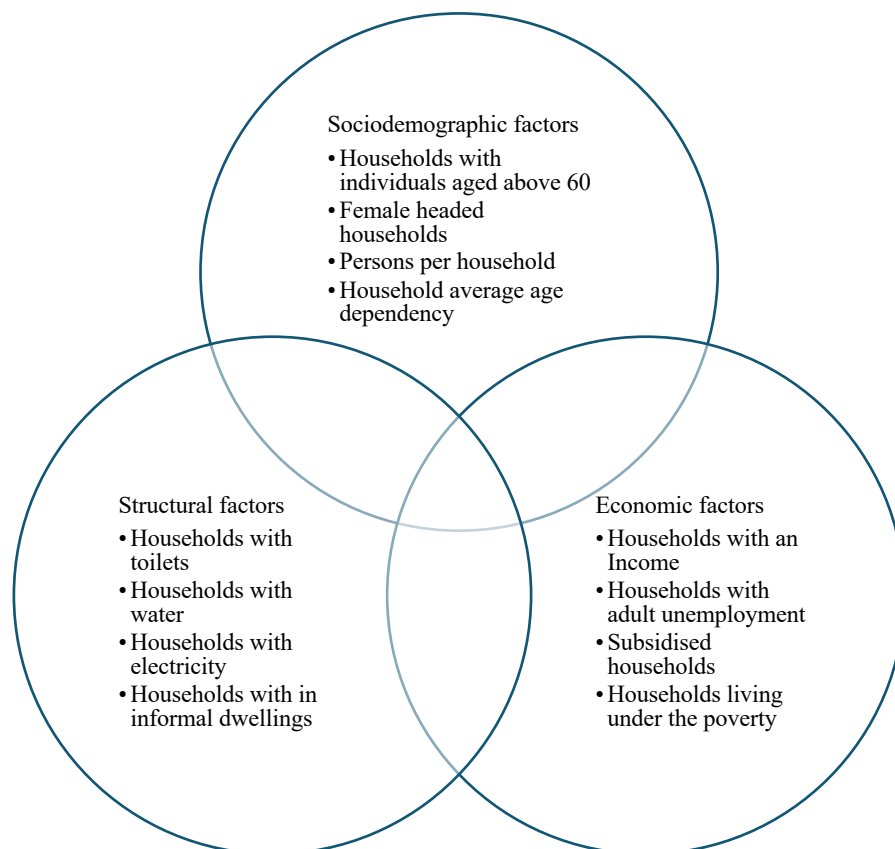 Sociodemographic factors
• Households with
individuals aged above 60
• Female headed
households
• Persons per household
• Household average age
dependency
Structural factors
• Households with
toilets
• Households with
water
• Households with
electricity
• Households with in
informal dwellings
Economic factors
• Households with an
Income
• Households with
adult unemployment
• Subsidised
households
• Households living
under the poverty